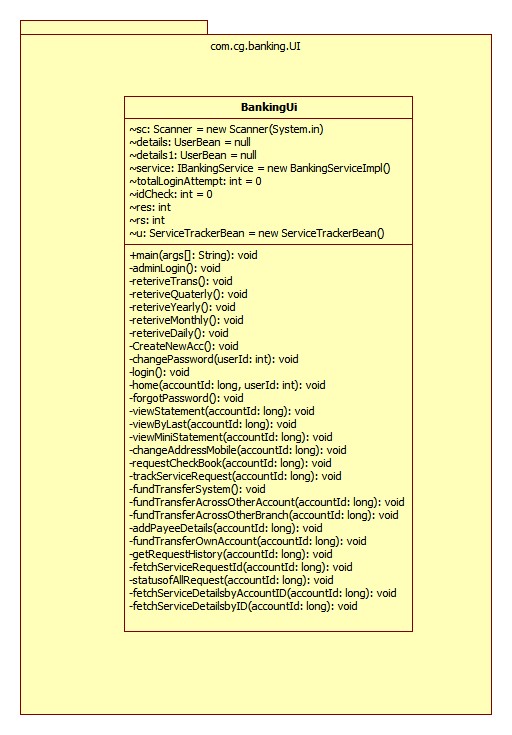 com.cg.banking.UI
BankingUi
~sc: Scanner = new Scanner(System.in)
~details: UserBean = null
~details1: UserBean = null
~service: IBankingService = new BankingServiceImpl()
~totalLoginAttempt: int = 0
~idCheck: int = 0
~res: int
~rs: int
~u: ServiceTrackerBean = new ServiceTrackerBean()
+main(args[]: String): void
-adminLogin(): void
-reteriveTrans(): void
-reteriveQuaterly(): void
-reteriveYearly(): void
-reteriveMonthly(): void
-reteriveDaily(): void
-CreateNewAcc(): void
-changePassword(userId: int): void
-login(): void
-home(accountId: long, userId: int): void
-forgotPassword(): void
-viewStatement(accountId: long): void
-viewByLast(accountId: long): void
-viewMiniStatement(accountId: long): void
-changeAddressMobile(accountId: long): void
-requestCheckBook(accountId: long): void
-trackServiceRequest(accountId: long): void
-fundTransferSystem(): void
-fundTransferAcrossOtherAccount(accountId: long): void
-fundTransferAcrossOtherBranch(accountId: long): void
-addPayeeDetails(accountId: long): void
-fundTransferOwnAccount(accountId: long): void
-getRequestHistory(accountId: long): void
-fetchServiceRequestId(accountId: long): void
-statusofAllRequest(accountId: long): void
-fetchServiceDetailsbyAccountID(accountId: long): void
-fetchServiceDetailsbyID(accountId: long): void